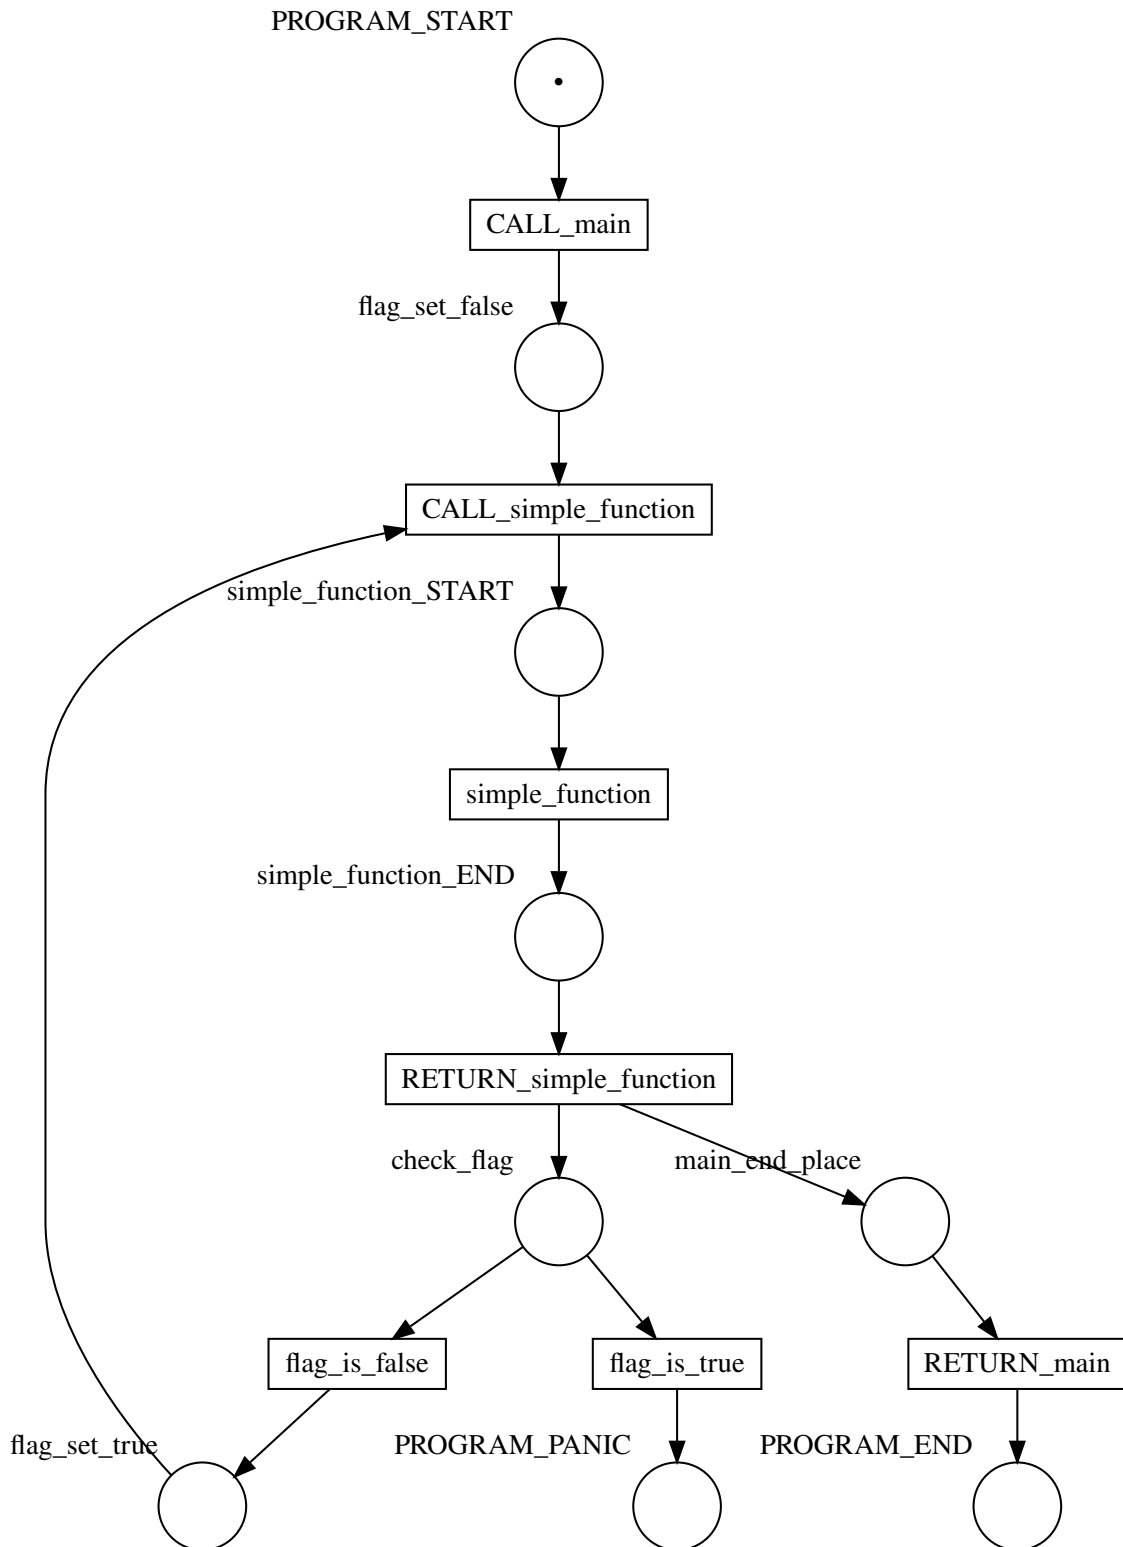 PROGRAM_START
CALL_main
flag_set_false
CALL_simple_function
simple_function_START
simple_function
simple_function_END
RETURN_simple_function
check_flag
main_end_place
flag_is_false
flag_is_true
RETURN_main
flag_set_true
PROGRAM_PANIC
PROGRAM_END